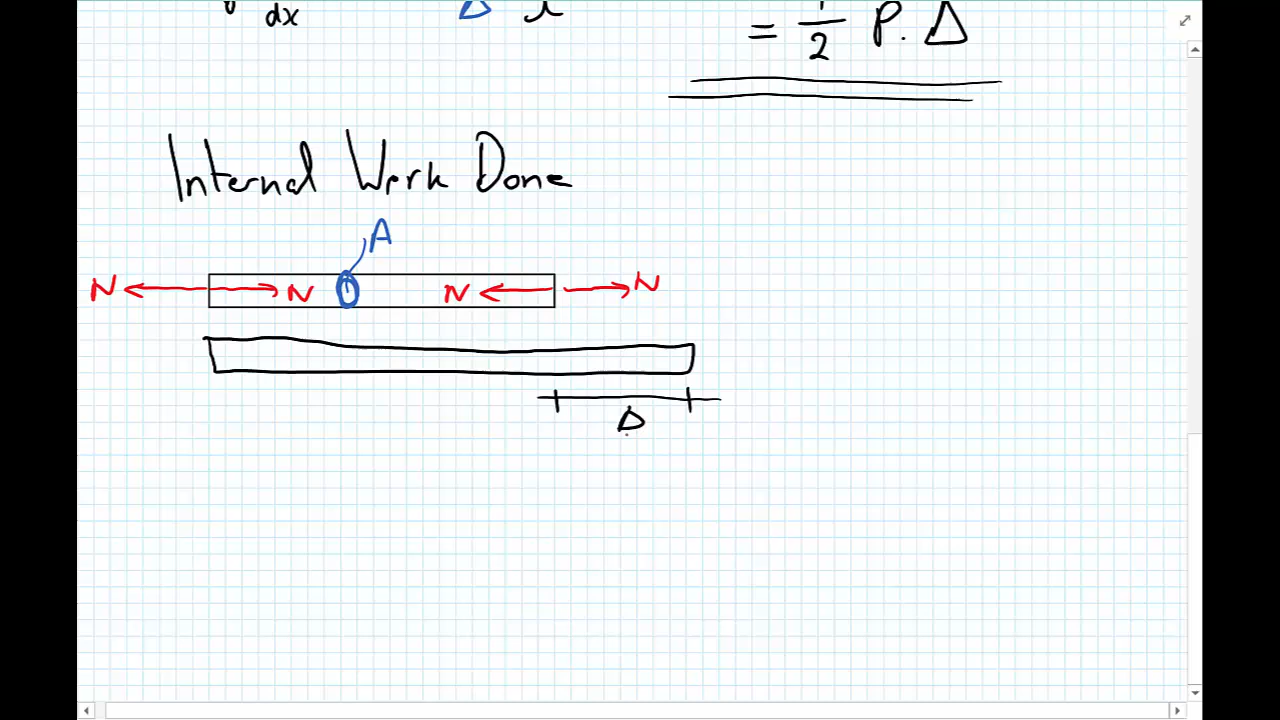 dx Δ
= 1/2 P. Δ
Internal Work Done
A
N N N N
Δ